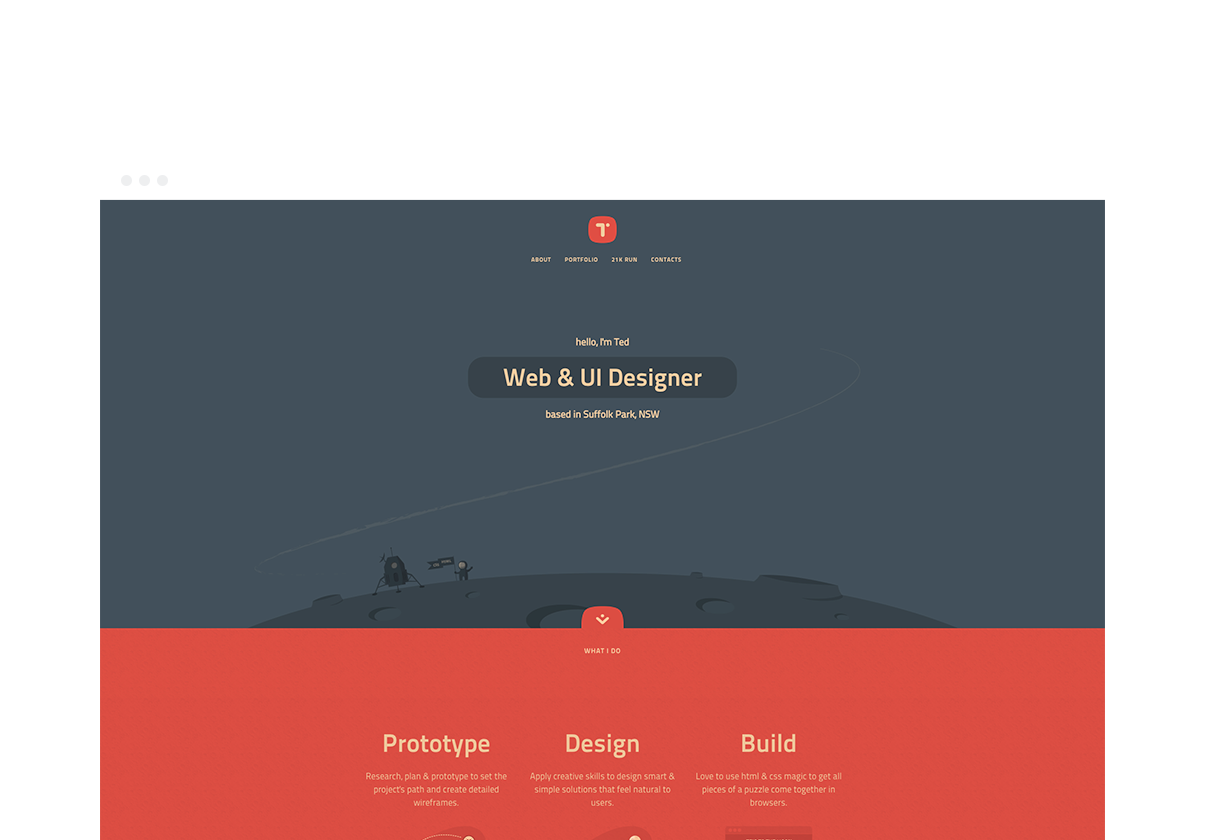 T
ABOUT PORTFOLIO 21K RUN CONTACTS
hello, I'm Ted
Web & UI Designer
based in Suffolk Park, NSW
WHAT I DO
Prototype Design Build
Research, plan & prototype to set the
project's path and create detailed
wireframes.
Apply creative skills to design smart &
simple solutions that feel natural to
users.
Love to use html & css magic to get all
pieces of a puzzle come together in
browsers.